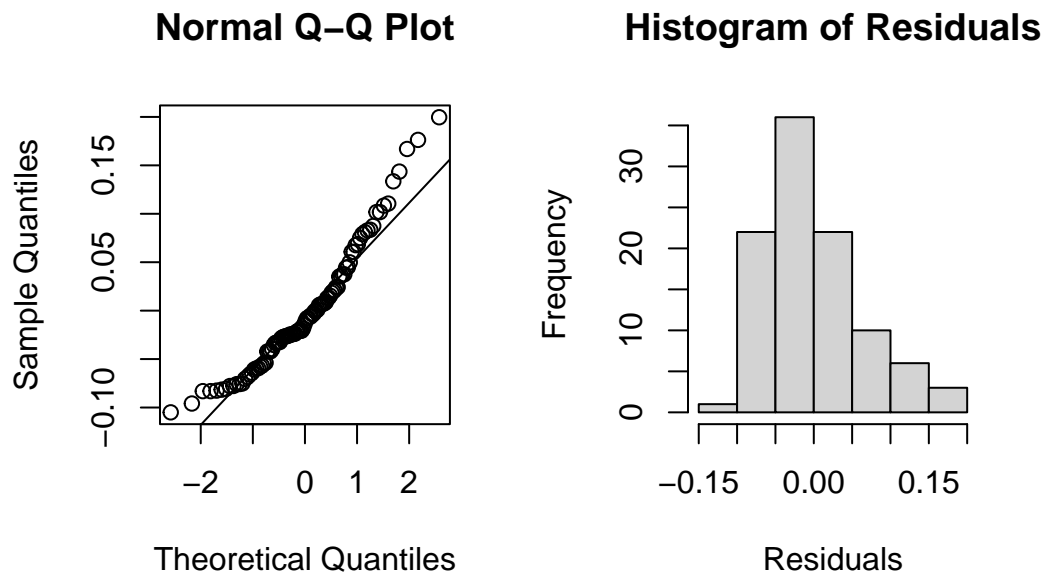 Normal Q−Q Plot
Sample Quantiles
−0.10
0.05
0.15
−2
0
1
2
Theoretical Quantiles
Histogram of Residuals
Frequency
0
10
20
30
−0.15
0.00
0.15
Residuals